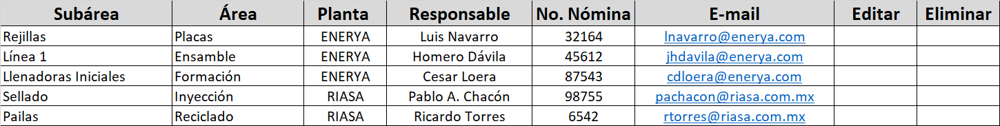 Subárea Área Planta Responsable No. Nómina E-mail Editar Eliminar
Rejillas Placas ENERYA Luis Navarro 32164 lnavarro@enerya.com
Línea 1 Ensamble ENERYA Homero Dávila 45612 jhdavila@enerya.com
Llenadoras Iniciales Formación ENERYA Cesar Loera 87543 cdloera@enerya.com
Sellado Inyección RIASA Pablo A. Chacón 98755 pachacon@riasa.com.mx
Pailas Reciclado RIASA Ricardo Torres 6542 rtorres@riasa.com.mx